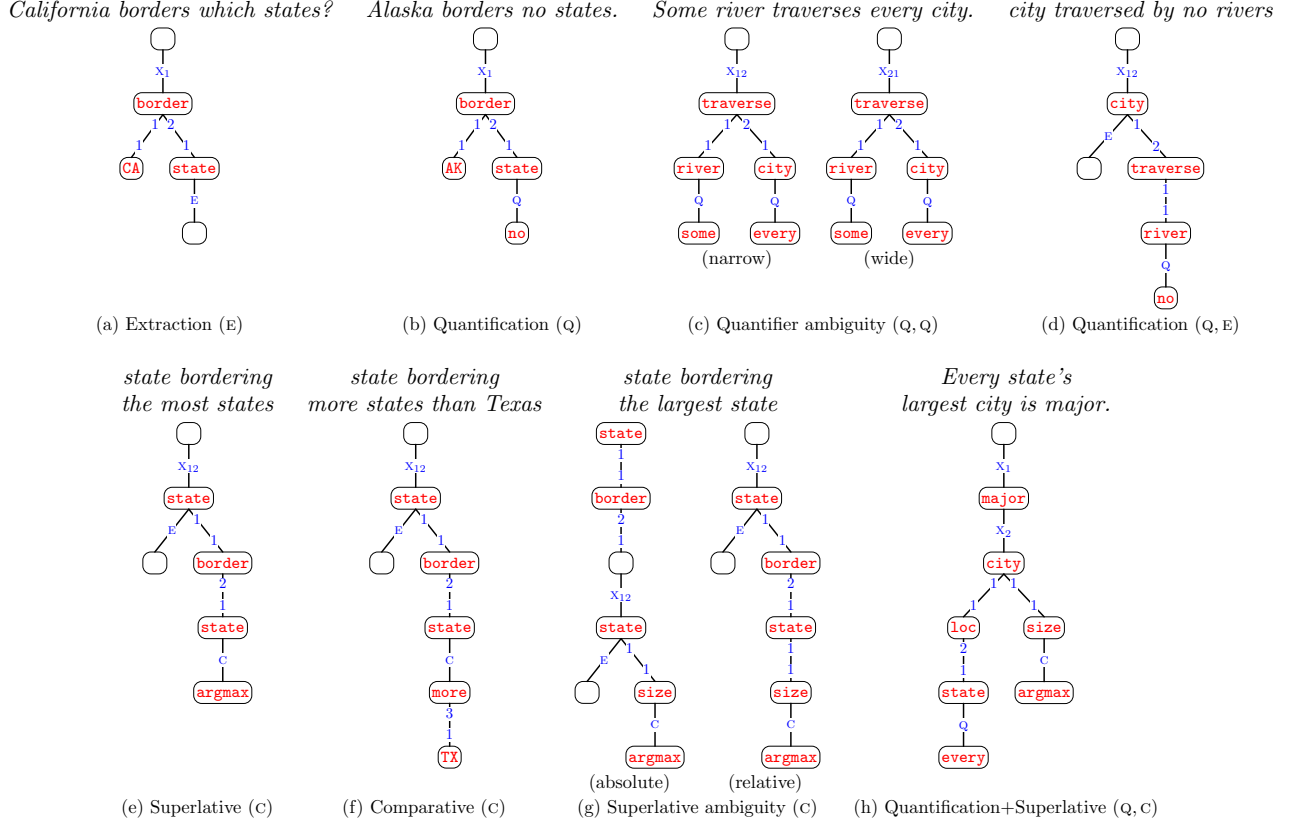 California borders which states?
Alaska borders no states.
Some river traverses every city.
city traversed by no rivers
X₁
border
1 2
1 1
CA state
E
(a) Extraction (E)
X₁
border
1 2
1 1
AK state
Q
no
(b) Quantification (Q)
X₁₂
traverse
1 2
1 1
river city
Q Q
some every
(narrow)
X₂₁
traverse
1 2
1 1
river city
Q Q
some every
(wide)
(c) Quantifier ambiguity (Q, Q)
X₁₂
city
E 1
2
traverse
1
1
river
Q
no
(d) Quantification (Q, E)
state bordering
the most states
X₁₂
state
E 1
1
border
2
1
state
C
argmax
(e) Superlative (C)
state bordering
more states than Texas
X₁₂
state
E 1
1
border
2
1
state
C
more
3
1
TX
(f) Comparative (C)
state bordering
the largest state
state
1
1
border
2
1
X₁₂
state
E 1
1
size
C
argmax
(absolute)
X₁₂
state
E 1
1
border
2
1
state
1
1
size
C
argmax
(relative)
(g) Superlative ambiguity (C)
Every state's
largest city is major.
X₁
major
X₂
city
1 1
1 1
loc size
2 C
1 argmax
state
Q
every
(h) Quantification+Superlative (Q, C)